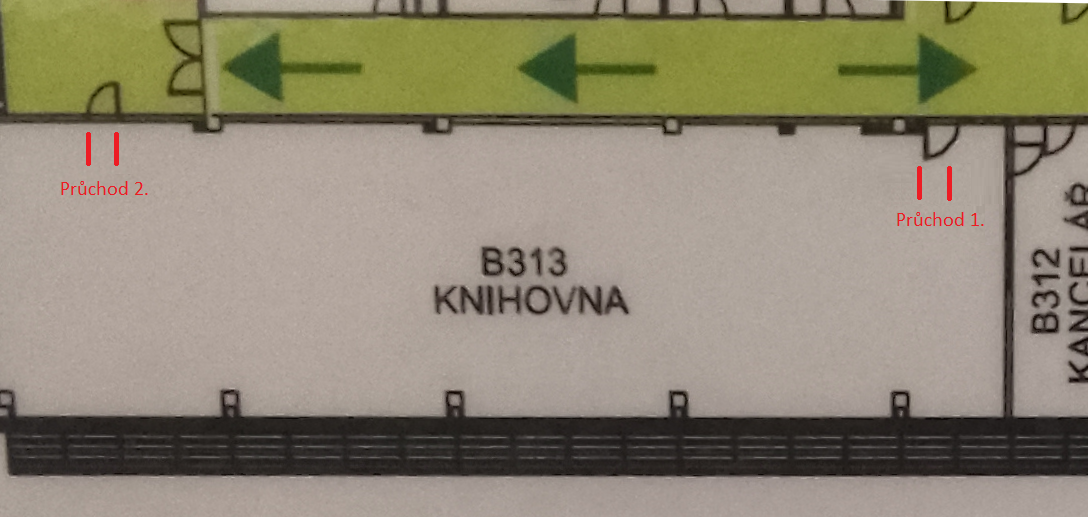 Průchod 2.
Průchod 1.
B313
KNIHOVNA
B312
KANCELÁŘ